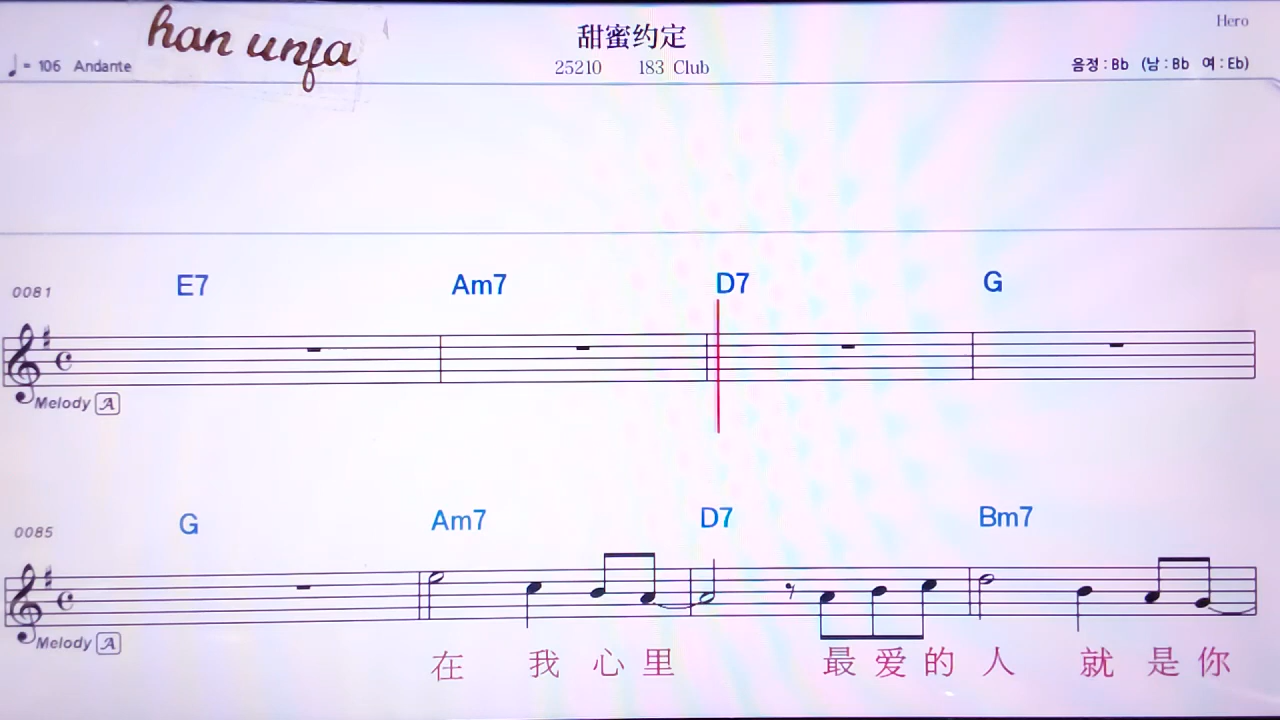 han unfa
甜蜜约定
Hero
♩= 106 Andante
25210 183 Club
음정 : Bb (남 : Bb 여 : Eb)
0081 E7 Am7 D7 G
Melody A
0085 G Am7 D7 Bm7
Melody A
在 我 心 里 最 爱 的 人 就 是 你